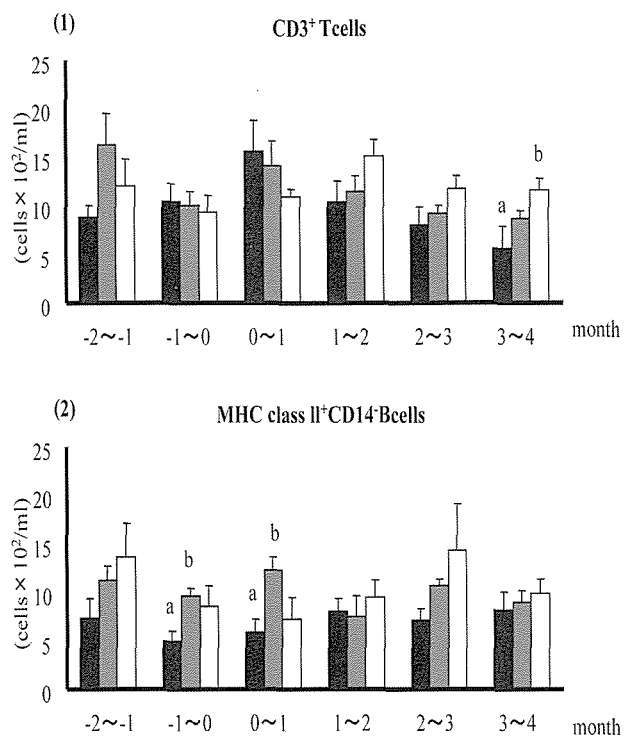 (1)
CD3+ Tcells
25
20
15
10
5
0
(cells × 10²/ml)
b
a
-2～-1 -1～0 0～1 1～2 2～3 3～4 month
(2)
MHC class II+CD14-Bcells
25
20
15
10
5
0
(cells × 10²/ml)
b
b
a
a
-2～-1 -1～0 0～1 1～2 2～3 3～4 month